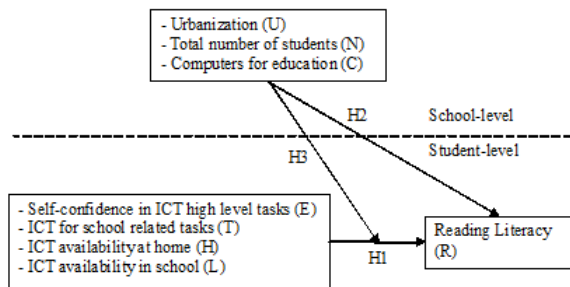 - Urbanization (U)
- Total number of students (N)
- Computers for education (C)
H2
School-level
H3
Student-level
- Self-confidence in ICT high level tasks (E)
- ICT for school related tasks (T)
- ICT availability at home (H)
- ICT availability in school (L)
H1
Reading Literacy
(R)